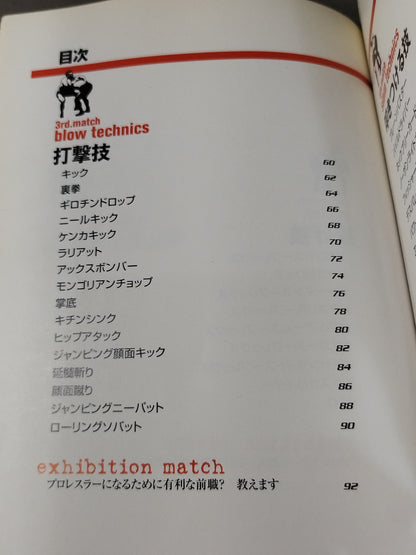 目次
3rd.match
blow technics
打撃技
キック 60
裏拳 62
ギロチンドロップ 64
ニールキック 66
ケンカキック 68
ラリアット 70
アックスボンバー 72
モンゴリアンチョップ 74
掌底 76
キチンシンク 78
ヒップアタック 80
ジャンピング顔面キック 82
延髄斬り 84
顔面蹴り 86
ジャンピングニーバット 88
ローリングソバット 90
exhibition match
プロレスラーになるために有利な前職? 教えます 92